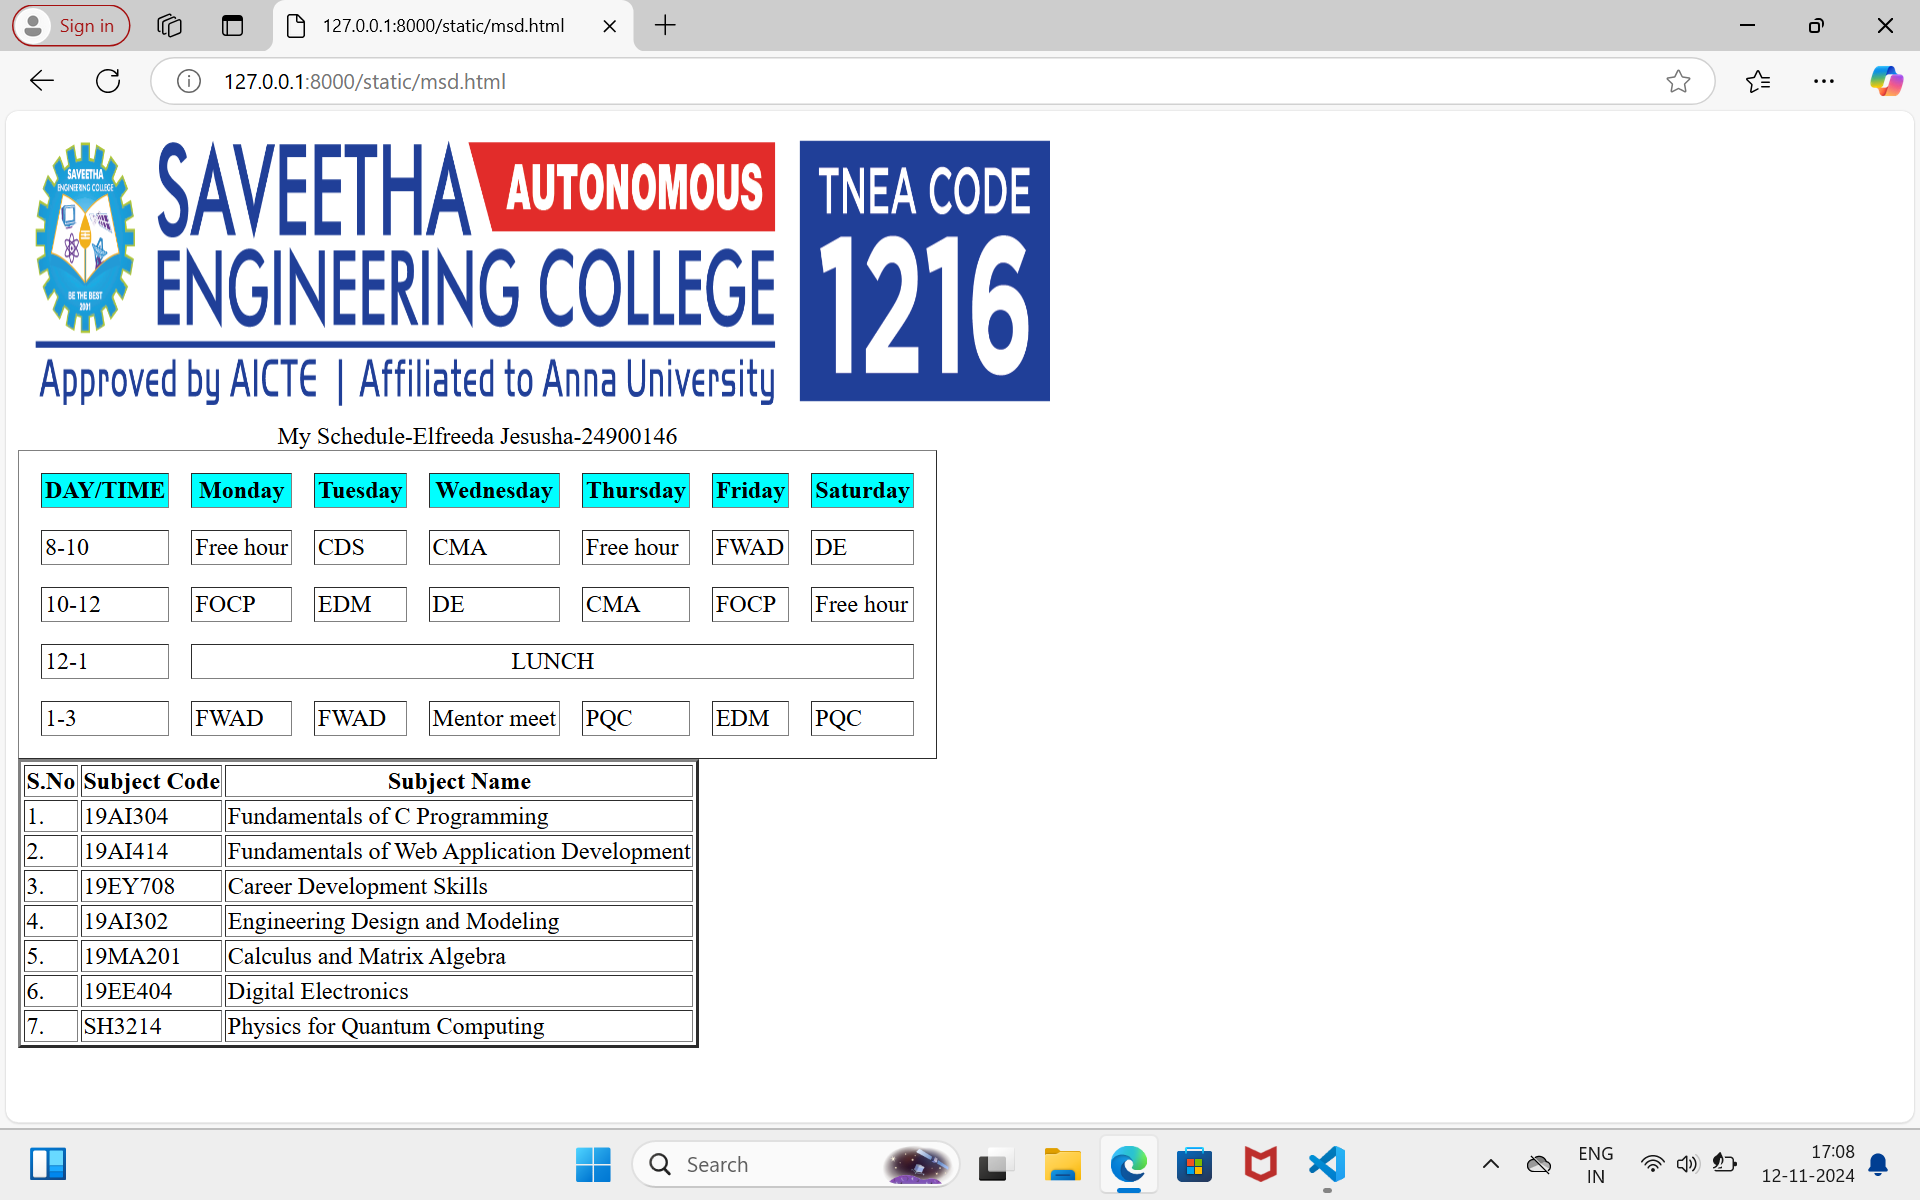 Sign in
127.0.0.1:8000/static/msd.html
127.0.0.1:8000/static/msd.html
SAVEETHA
ENGINEERING COLLEGE
BE THE BEST
2001
SAVEETHA AUTONOMOUS
ENGINEERING COLLEGE
Approved by AICTE | Affiliated to Anna University
TNEA CODE
1216
My Schedule-Elfreeda Jesusha-24900146
DAY/TIME Monday Tuesday Wednesday Thursday Friday Saturday
8-10 Free hour CDS CMA Free hour FWAD DE
10-12 FOCP EDM DE CMA FOCP Free hour
12-1 LUNCH
1-3 FWAD FWAD Mentor meet PQC EDM PQC
S.No Subject Code Subject Name
1. 19AI304 Fundamentals of C Programming
2. 19AI414 Fundamentals of Web Application Development
3. 19EY708 Career Development Skills
4. 19AI302 Engineering Design and Modeling
5. 19MA201 Calculus and Matrix Algebra
6. 19EE404 Digital Electronics
7. SH3214 Physics for Quantum Computing
Search
ENG
IN
17:08
12-11-2024